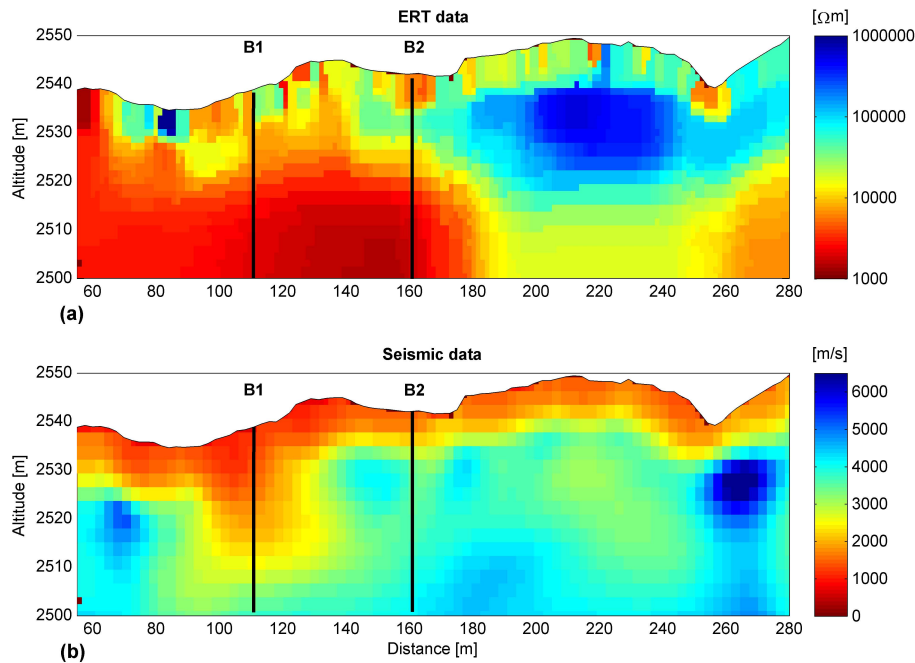 ERT data
[Ωm]
2550
B1
B2
1000000
2540
100000
2530
Altitude [m]
2520
10000
2510
2500
1000
60 80 100 120 140 160 180 200 220 240 260 280
(a)
Seismic data
[m/s]
2550
B1
B2
6000
2540
5000
2530
4000
Altitude [m]
3000
2520
2000
2510
1000
2500
0
60 80 100 120 140 160 180 200 220 240 260 280
(b)
Distance [m]